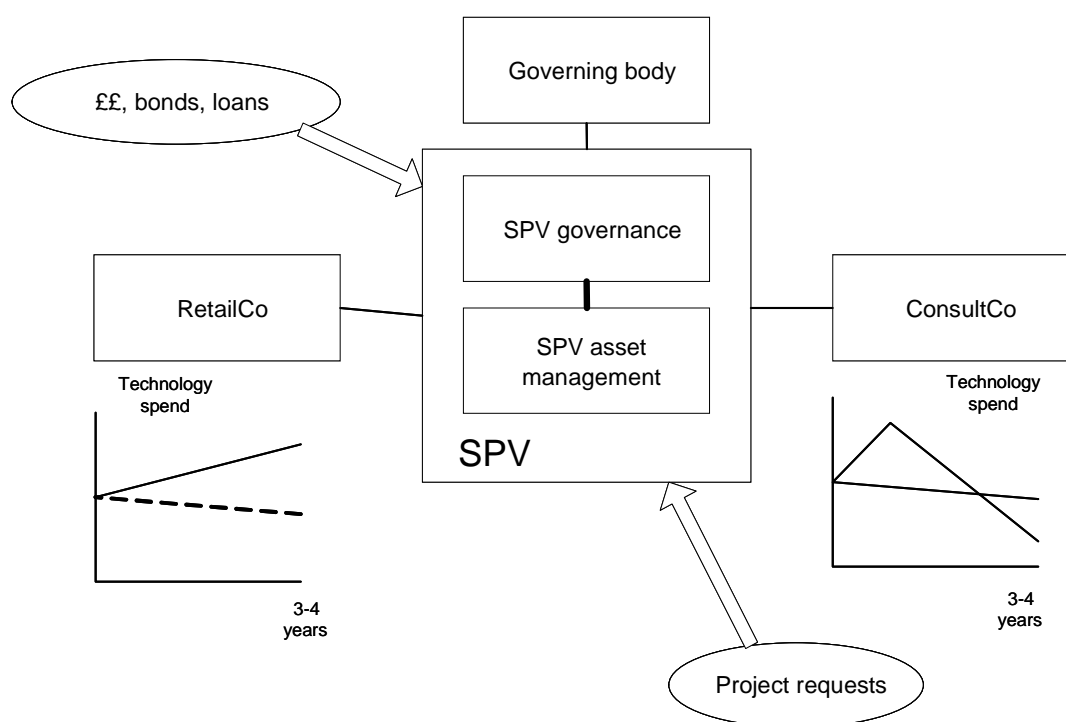 Governing body
££, bonds, loans
SPV governance
RetailCo
ConsultCo
SPV asset
management
Technology
spend
Technology
spend
SPV
3-4
years
3-4
years
Project requests